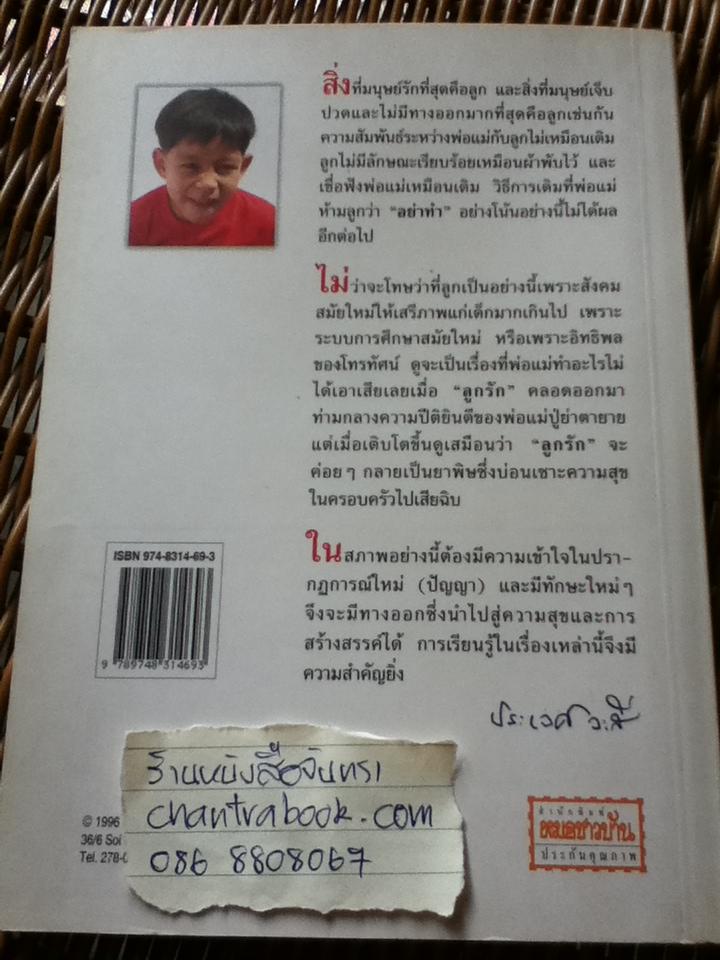 สิ่งที่มนุษย์รักที่สุดคือลูก และสิ่งที่มนุษย์เจ็บ
ปวดและไม่มีทางออกมากที่สุดคือลูกเช่นกัน
ความสัมพันธ์ระหว่างพ่อแม่กับลูกไม่เหมือนเดิม
ลูกไม่มีลักษณะเรียบร้อยเหมือนผ้าพับไว้ และ
เชื่อฟังพ่อแม่เหมือนเดิม วิธีการเดิมที่พ่อแม่
ห้ามลูกว่า "อย่าทำ" อย่างโน้นอย่างนี้ไม่ได้ผล
อีกต่อไป
ไม่ว่าจะโทษว่าที่ลูกเป็นอย่างนี้เพราะสังคม
สมัยใหม่ให้เสรีภาพแก่เด็กมากเกินไป เพราะ
ระบบการศึกษาสมัยใหม่ หรือเพราะอิทธิพล
ของโทรทัศน์ ดูจะเป็นเรื่องที่พ่อแม่ทำอะไรไม่
ได้เอาเสียเลยเมื่อ "ลูกรัก" คลอดออกมา
ท่ามกลางความปีติยินดีของพ่อแม่ปู่ย่าตายาย
แต่เมื่อเติบโตขึ้นดูเสมือนว่า "ลูกรัก" จะ
ค่อยๆ กลายเป็นยาพิษซึ่งบ่อนเซาะความสุข
ในครอบครัวไปเสียฉิบ
ในสภาพอย่างนี้ต้องมีความเข้าใจในปรา-
กฏการณ์ใหม่ (ปัญญา) และมีทักษะใหม่ๆ
จึงจะมีทางออกซึ่งนำไปสู่ความสุขและการ
สร้างสรรค์ได้ การเรียนรู้ในเรื่องเหล่านี้จึงมี
ความสำคัญยิ่ง
ประเวศ วะสี
ISBN 974-8314-69-3
9 789748 314693
ร้านหนังสือจันทรา
chantrabook.com
086 8808067
© 1996
36/6 Soi
Tel. 278-0
สำนักพิมพ์
หมอชาวบ้าน
ประกันคุณภาพ